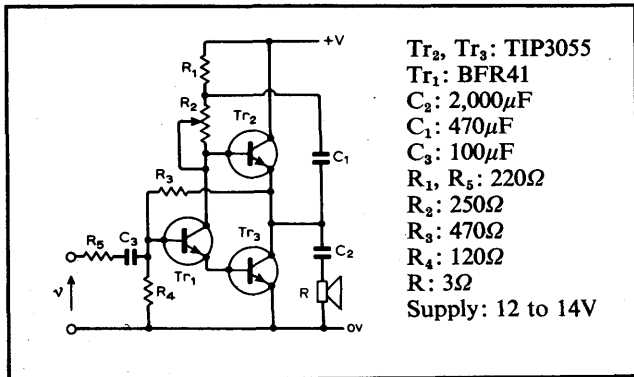 +V
R₁
R₂
Tr₂
C₁
R₃
R₅
C₃
Tr₁
Tr₃
C₂
R₄
R
v
0V
Tr₂, Tr₃: TIP3055
Tr₁: BFR41
C₂: 2,000μF
C₁: 470μF
C₃: 100μF
R₁, R₅: 220Ω
R₂: 250Ω
R₃: 470Ω
R₄: 120Ω
R: 3Ω
Supply: 12 to 14V